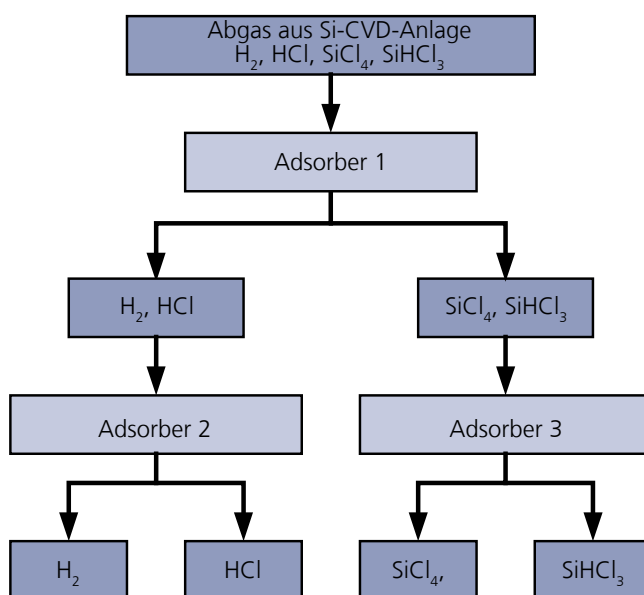 Abgas aus Si-CVD-Anlage
H₂, HCl, SiCl₄, SiHCl₃
Adsorber 1
H₂, HCl
SiCl₄, SiHCl₃
Adsorber 2
Adsorber 3
H₂
HCl
SiCl₄,
SiHCl₃